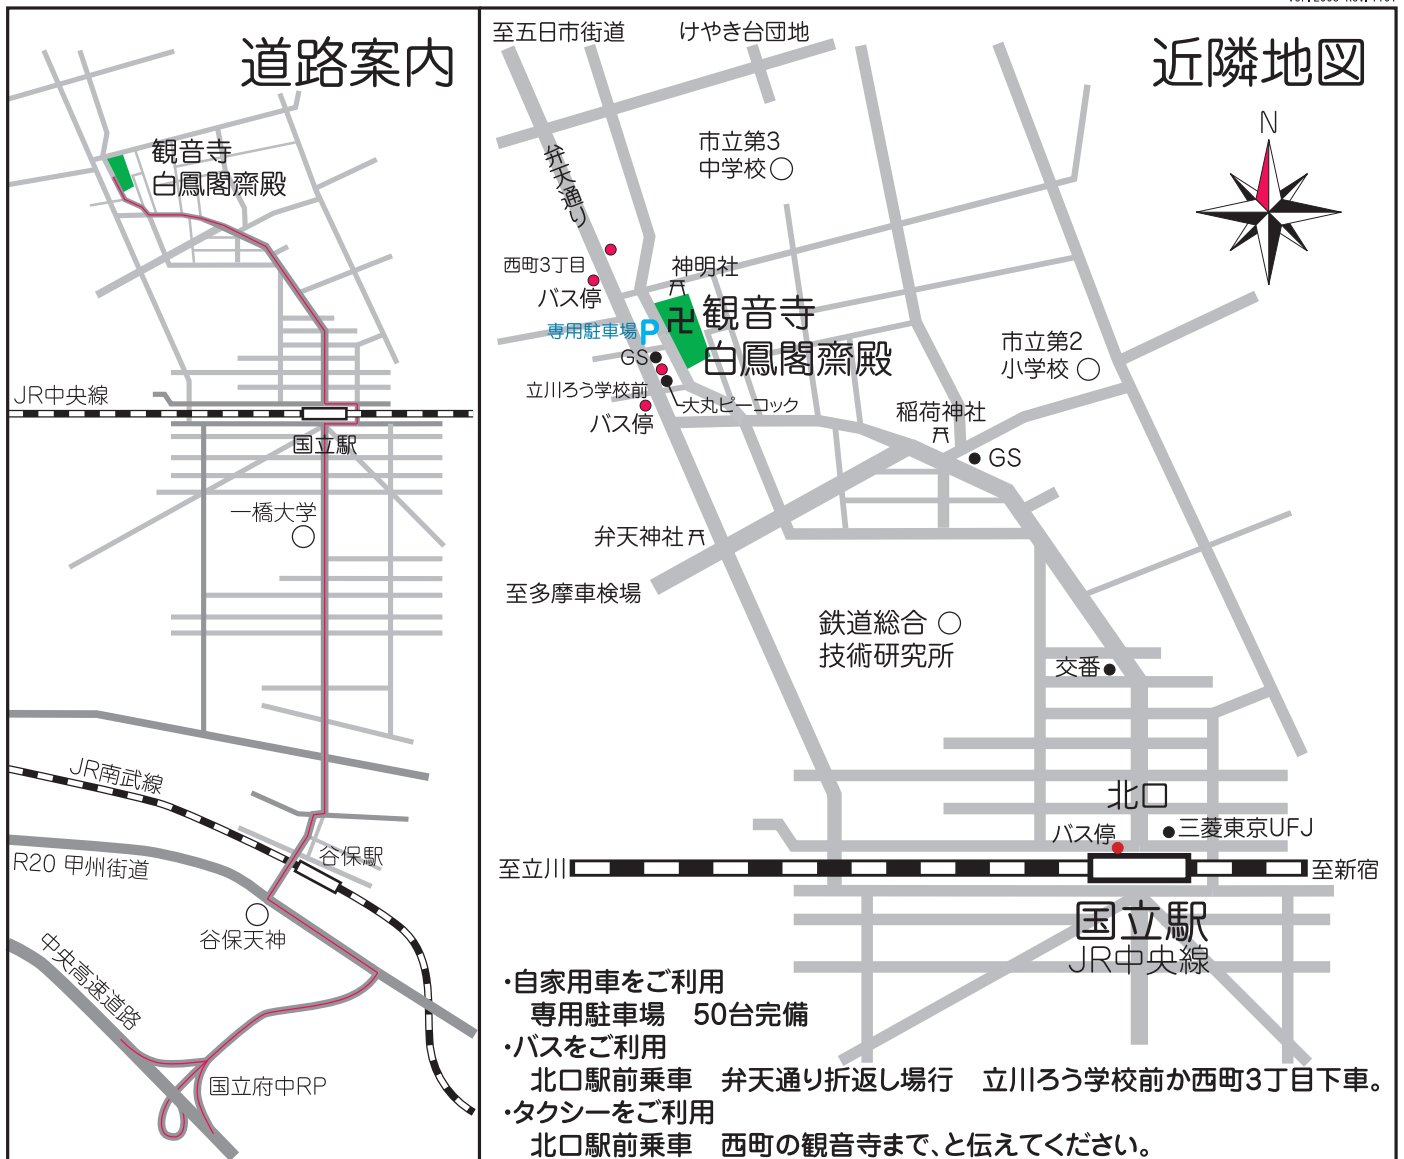 道路案内
観音寺
白鳳閣齋殿
JR中央線
国立駅
一橋大学
JR南武線
谷保駅
R20 甲州街道
谷保天神
中央高速道路
国立府中RP
近隣地図
至五日市街道
けやき台団地
N
市立第3
中学校
弁天通り
西町3丁目
バス停
神明社
専用駐車場
P
卍
観音寺
白鳳閣齋殿
GS
立川ろう学校前
バス停
大丸ピーコック
市立第2
小学校
稲荷神社
GS
弁天神社
至多摩車検場
鉄道総合
技術研究所
交番
北口
バス停
三菱東京UFJ
至立川
至新宿
国立駅
JR中央線
・自家用車をご利用
専用駐車場 50台完備
・バスをご利用
北口駅前乗車 弁天通り折返し場行 立川ろう学校前か西町3丁目下車。
・タクシーをご利用
北口駅前乗車 西町の観音寺まで、と伝えてください。